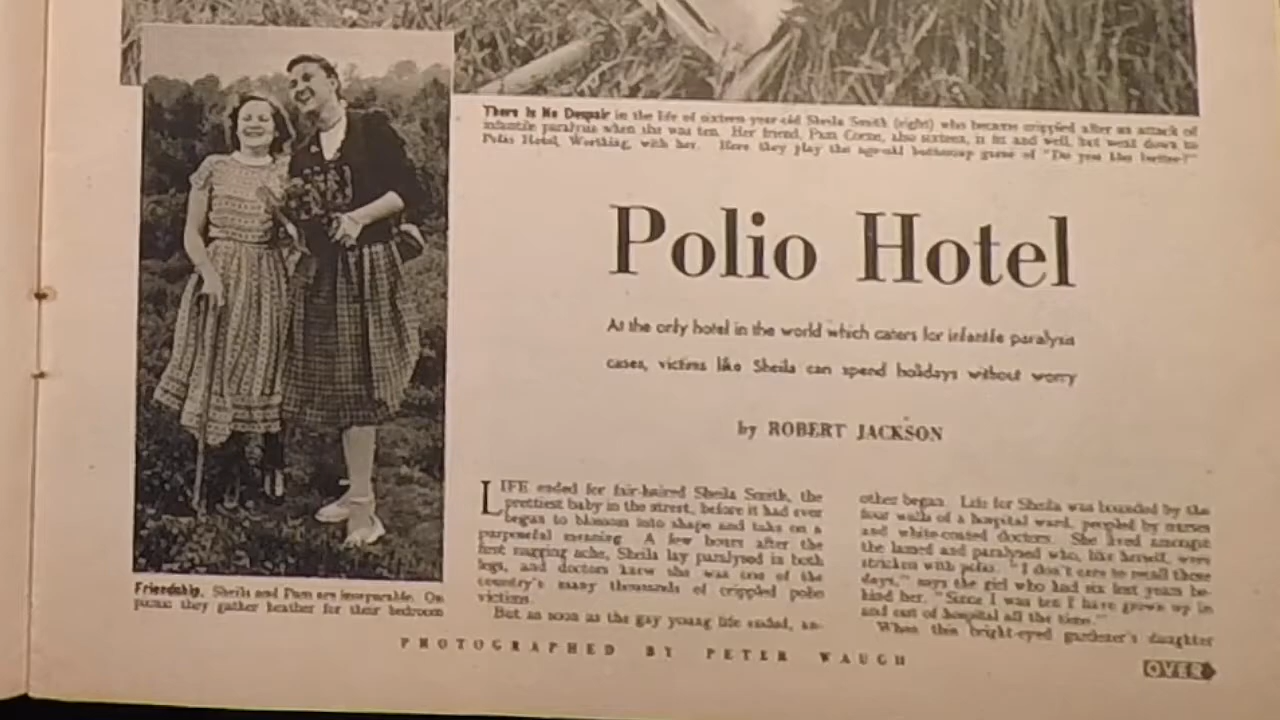 There Is No Despair in the life of sixteen-year-old Sheila Smith (right) who became crippled after an attack of
infantile paralysis when she was ten. Her friend, Pam Corne, also sixteen, is fit and well, but went down to
Polio Hotel, Worthing, with her. Here they play the age-old buttercup game of "Do you like butter?"
Polio Hotel
At the only hotel in the world which caters for infantile paralysis
cases, victims like Sheila can spend holidays without worry
by ROBERT JACKSON
LIFE ended for fair-haired Sheila Smith, the
prettiest baby in the street, before it had ever
began to blossom into shape and take on a
purposeful meaning. A few hours after the
first nagging ache, Sheila lay paralysed in both
legs, and doctors knew she was one of the
country's many thousands of crippled polio
victims.
But as soon as the gay young life ended, an-
other began. Life for Sheila was bounded by the
four walls of a hospital ward, peopled by nurses
and white-coated doctors. She lived amongst
the lamed and paralysed who, like herself, were
stricken with polio. "I don't care to recall those
days," says the girl who had six lost years be-
hind her. "Since I was ten I have grown up in
and out of hospital all the time."
When this bright-eyed gardener's daughter
Friendship. Sheila and Pam are inseparable. On
picnic they gather heather for their bedroom
PHOTOGRAPHED BY PETER WAUGH
OVER